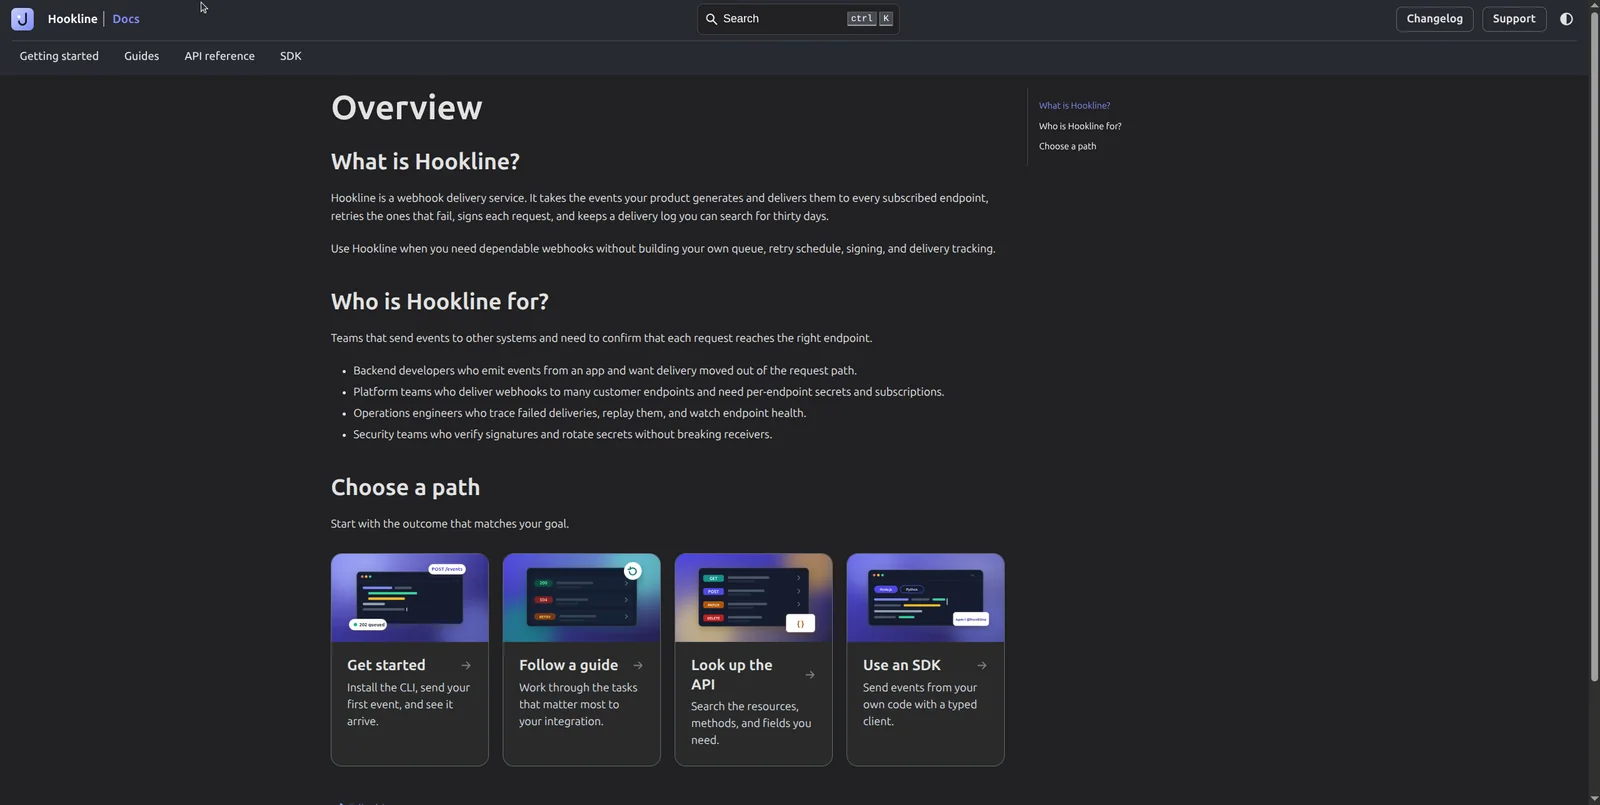 Hookline | Docs
Search
ctrl K
Changelog
Support
Getting started
Guides
API reference
SDK
Overview
What is Hookline?
Hookline is a webhook delivery service. It takes the events your product generates and delivers them to every subscribed endpoint,
retries the ones that fail, signs each request, and keeps a delivery log you can search for thirty days.
Use Hookline when you need dependable webhooks without building your own queue, retry schedule, signing, and delivery tracking.
Who is Hookline for?
Teams that send events to other systems and need to confirm that each request reaches the right endpoint.
• Backend developers who emit events from an app and want delivery moved out of the request path.
• Platform teams who deliver webhooks to many customer endpoints and need per-endpoint secrets and subscriptions.
• Operations engineers who trace failed deliveries, replay them, and watch endpoint health.
• Security teams who verify signatures and rotate secrets without breaking receivers.
Choose a path
Start with the outcome that matches your goal.
POST /events
202 queued
Get started
Install the CLI, send your
first event, and see it
arrive.
200
504
RETRY
Follow a guide
Work through the tasks
that matter most to
your integration.
GET
POST
PATCH
DELETE
{}
Look up the
API
Search the resources,
methods, and fields you
need.
Node.js
Python
Use an SDK
Send events from your
own code with a typed
client.
What is Hookline?
Who is Hookline for?
Choose a path